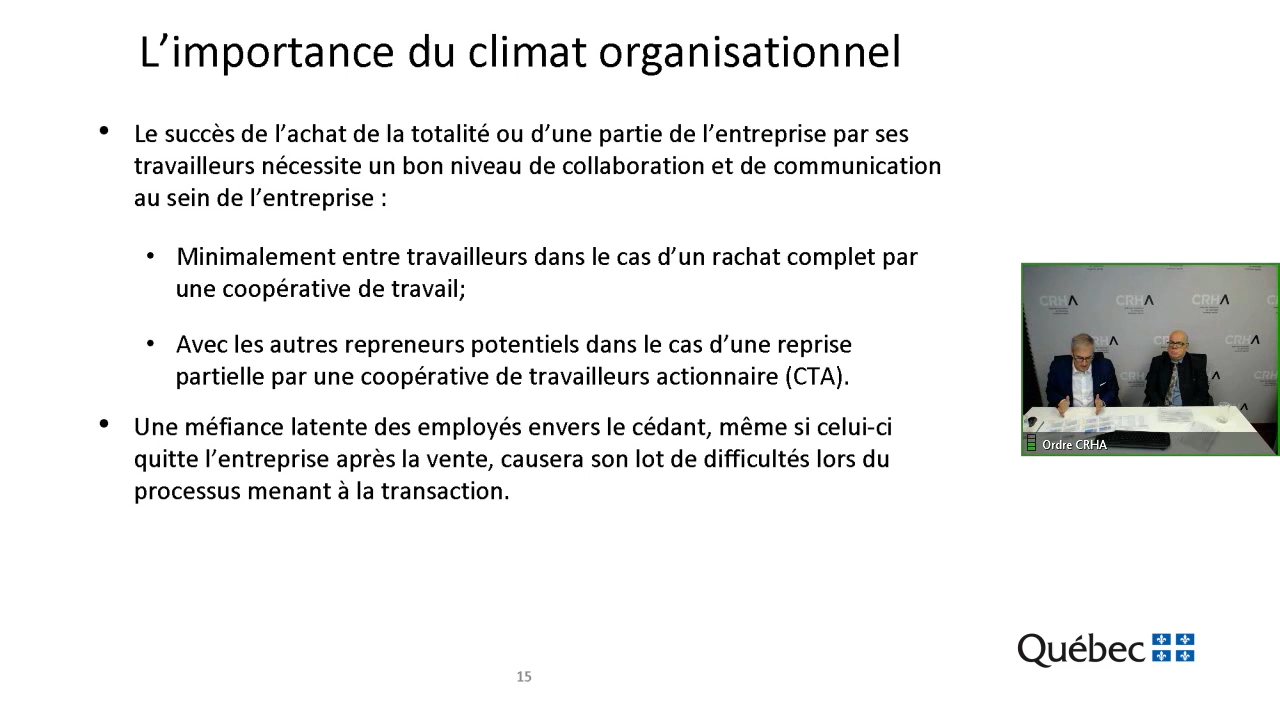 L’importance du climat organisationnel
• Le succès de l’achat de la totalité ou d’une partie de l’entreprise par ses
travailleurs nécessite un bon niveau de collaboration et de communication
au sein de l’entreprise :
• Minimalement entre travailleurs dans le cas d’un rachat complet par
une coopérative de travail;
• Avec les autres repreneurs potentiels dans le cas d’une reprise
partielle par une coopérative de travailleurs actionnaire (CTA).
• Une méfiance latente des employés envers le cédant, même si celui-ci
quitte l’entreprise après la vente, causera son lot de difficultés lors du
processus menant à la transaction.
CRHA CRHA CRHA
CRHA
Ordre CRHA
Québec
15